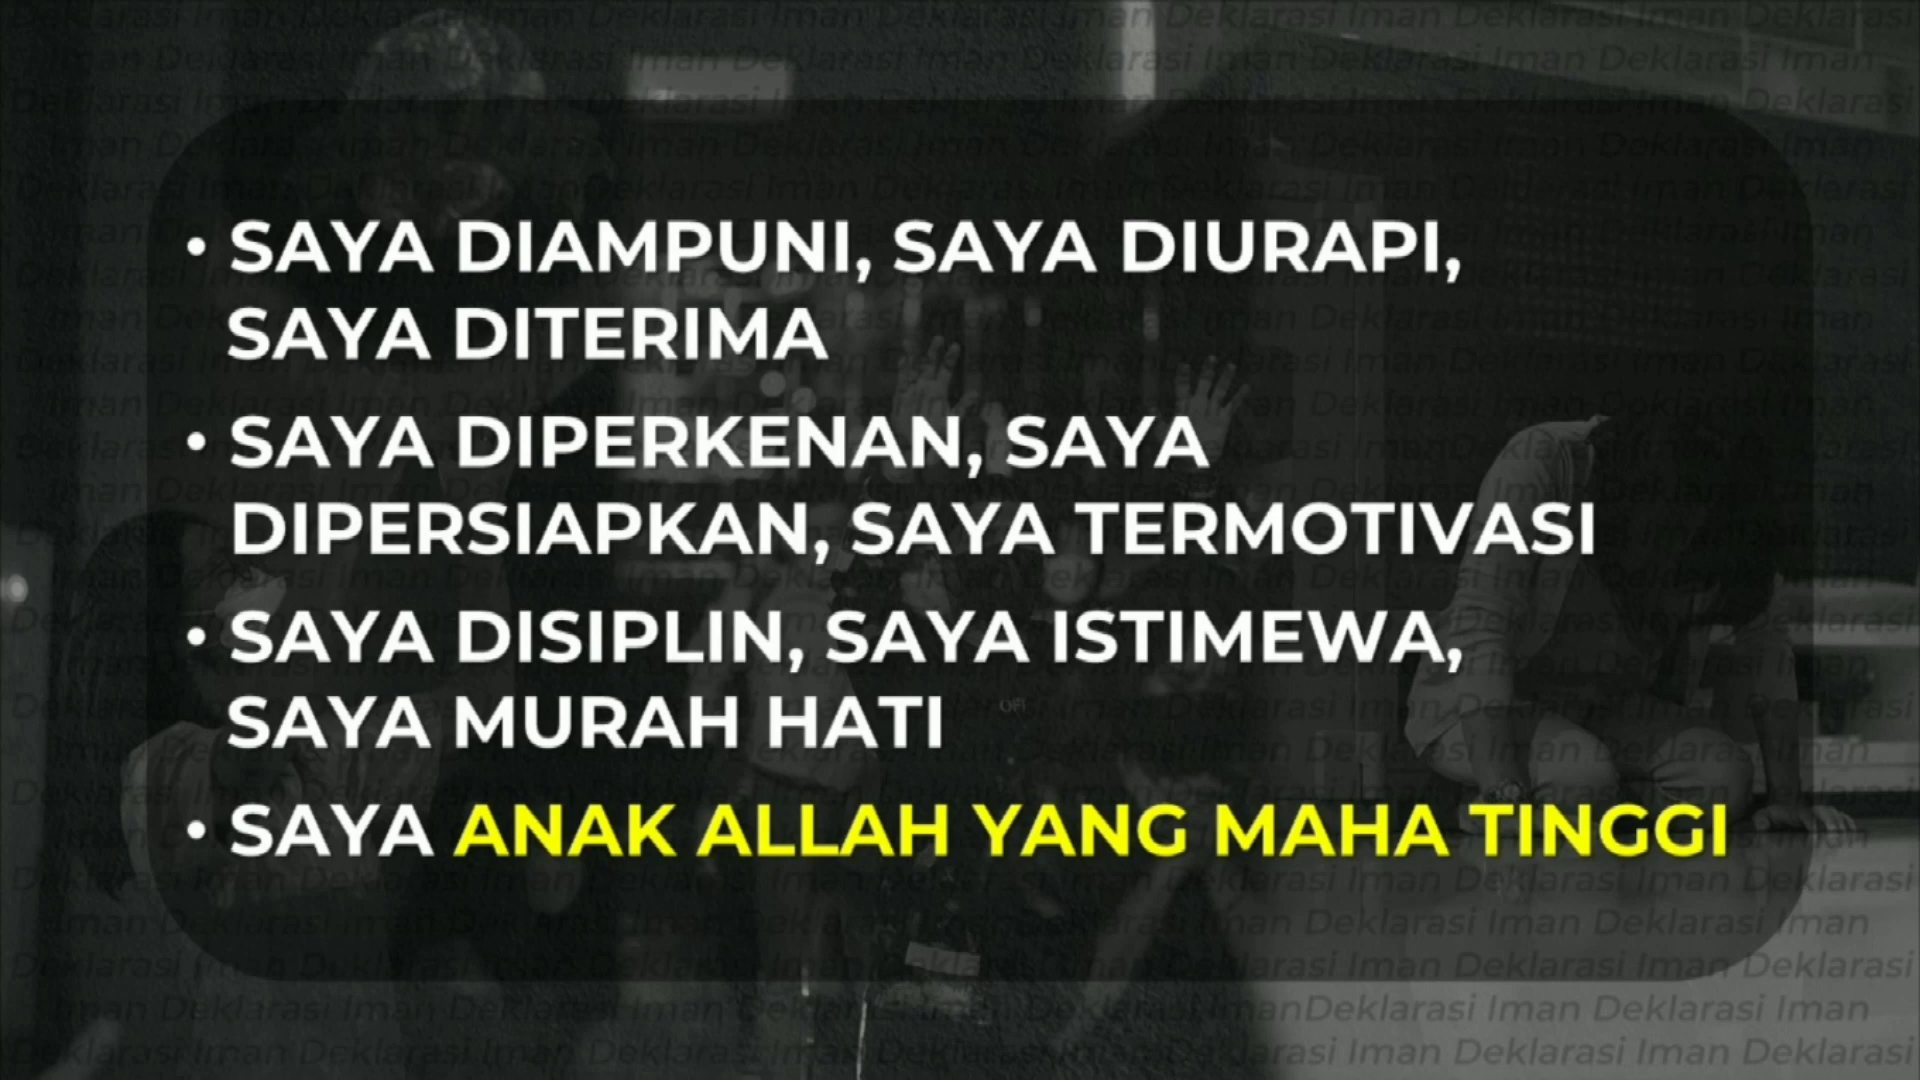 • SAYA DIAMPUNI, SAYA DIURAPI,
SAYA DITERIMA
• SAYA DIPERKENAN, SAYA
DIPERSIAPKAN, SAYA TERMOTIVASI
• SAYA DISIPLIN, SAYA ISTIMEWA,
SAYA MURAH HATI
• SAYA ANAK ALLAH YANG MAHA TINGGI